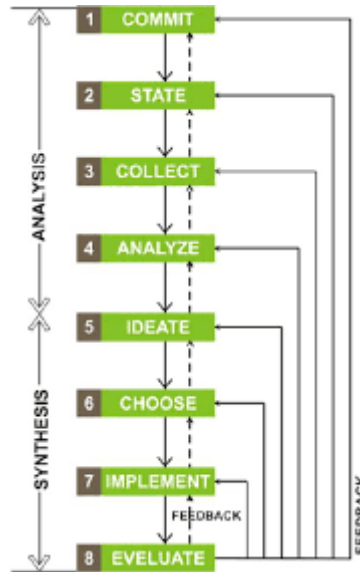 1 COMMIT
2 STATE
3 COLLECT
4 ANALYZE
5 IDEATE
6 CHOOSE
7 IMPLEMENT
FEEDBACK
8 EVELUATE
ANALYSIS
SYNTHESIS
FEEDBACK